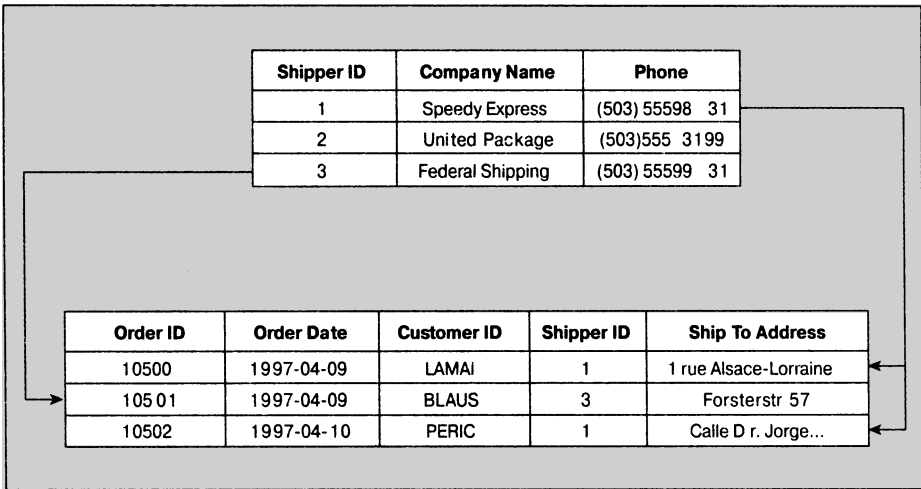 Shipper ID Company Name Phone
1 Speedy Express (503) 55598 31
2 United Package (503)555 3199
3 Federal Shipping (503) 55599 31
Order ID Order Date Customer ID Shipper ID Ship To Address
10500 1997-04-09 LAMAI 1 1 rue Alsace-Lorraine
10501 1997-04-09 BLAUS 3 Forsterstr 57
10502 1997-04-10 PERIC 1 Calle D r. Jorge...